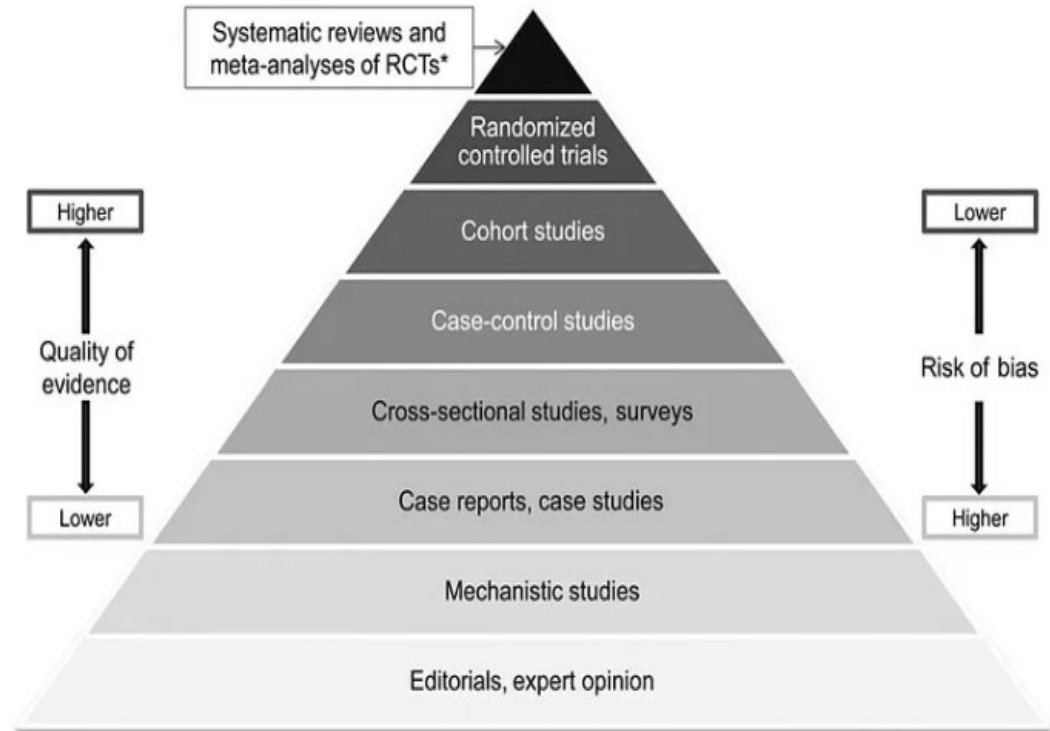 Systematic reviews and
meta-analyses of RCTs*
Randomized
controlled trials
Higher
Lower
Cohort studies
Case-control studies
Quality of
evidence
Risk of bias
Cross-sectional studies, surveys
Case reports, case studies
Lower
Higher
Mechanistic studies
Editorials, expert opinion